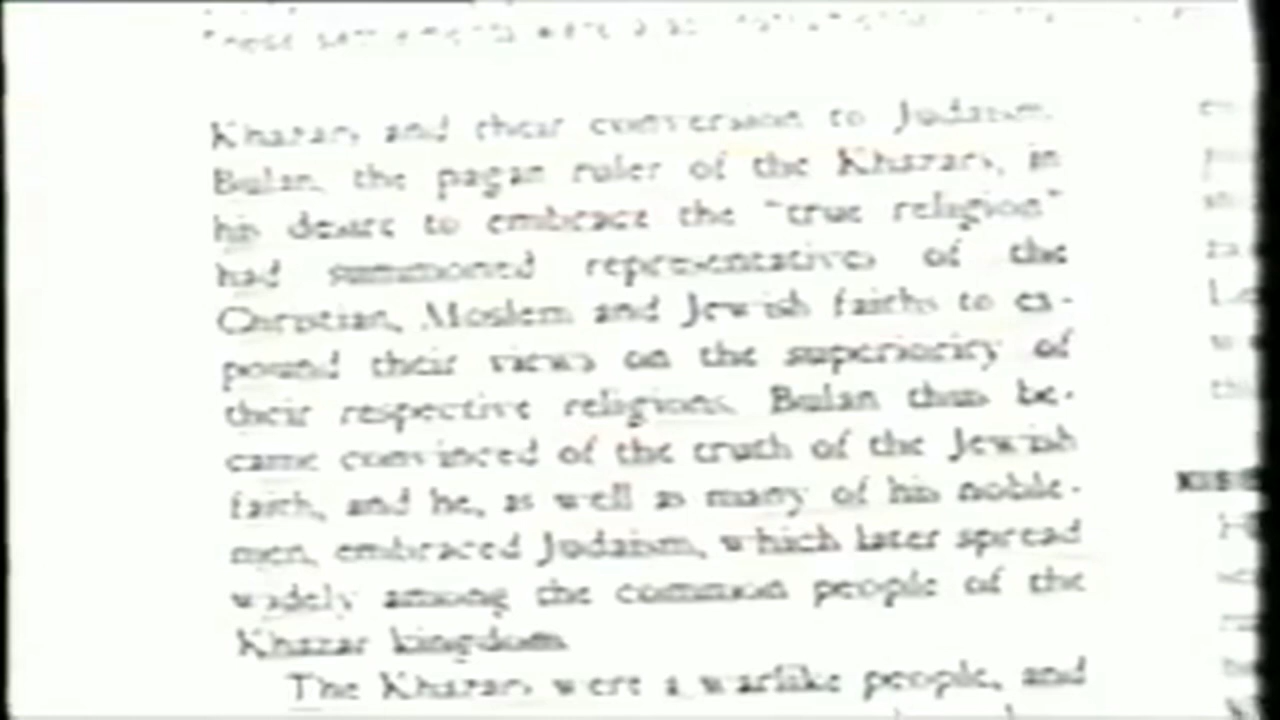 Khazars and their conversion to Judaism.
Bulan, the pagan ruler of the Khazars, in
his desire to embrace the "true religion"
had summoned representatives of the
Christian, Moslem and Jewish faiths to ex-
pound their views on the superiority of
their respective religions. Bulan thus be-
came convinced of the truth of the Jewish
faith, and he, as well as many of his noble-
men, embraced Judaism, which later spread
widely among the common people of the
Khazar kingdom.
The Khazars were a warlike people, and